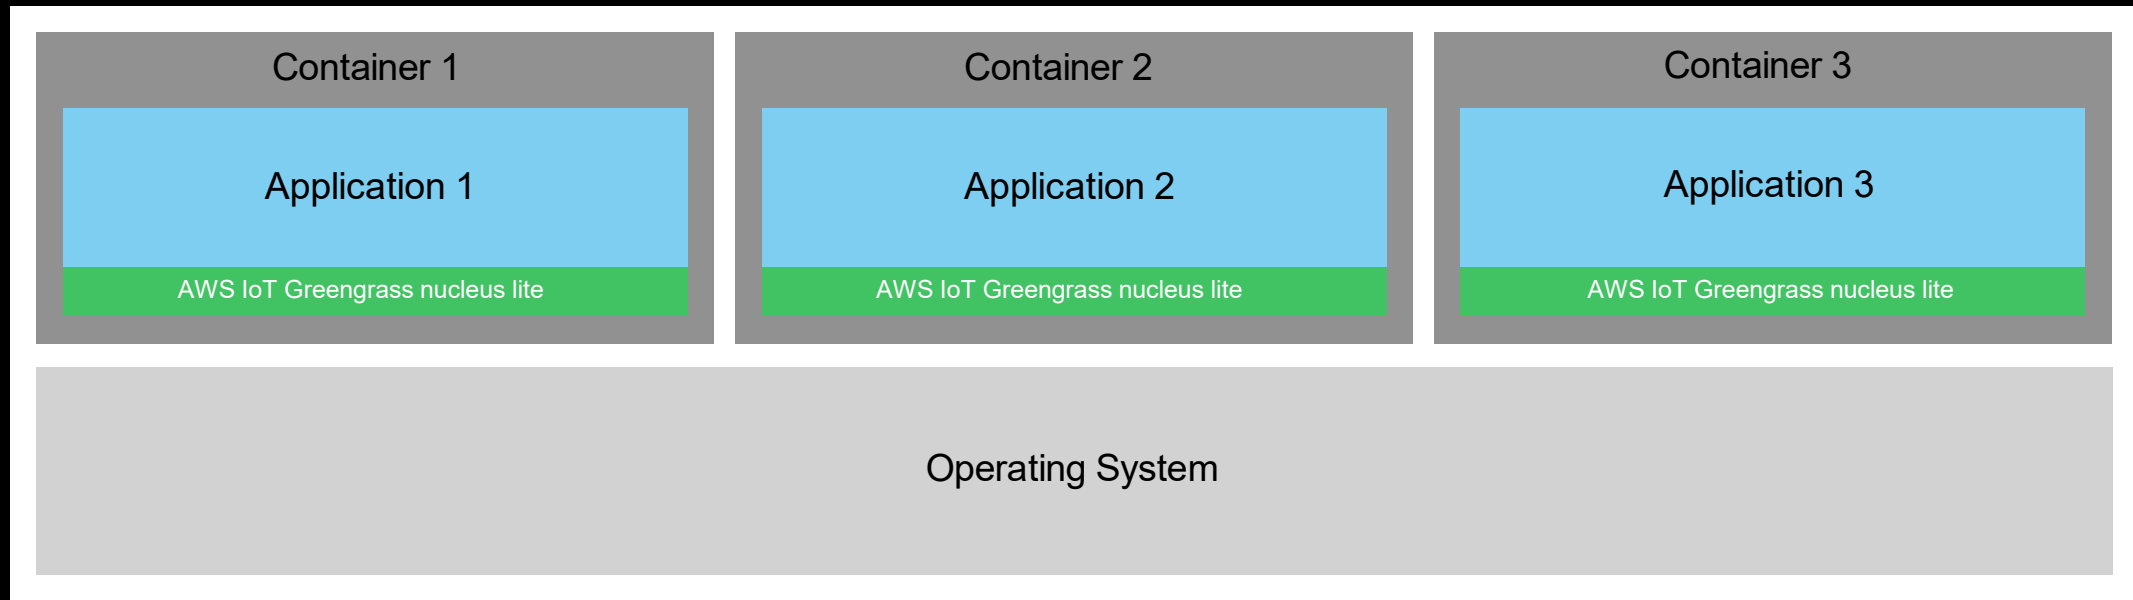 Container 1
Container 2
Container 3
Application 1
Application 2
Application 3
AWS IoT Greengrass nucleus lite
AWS IoT Greengrass nucleus lite
AWS IoT Greengrass nucleus lite
Operating System